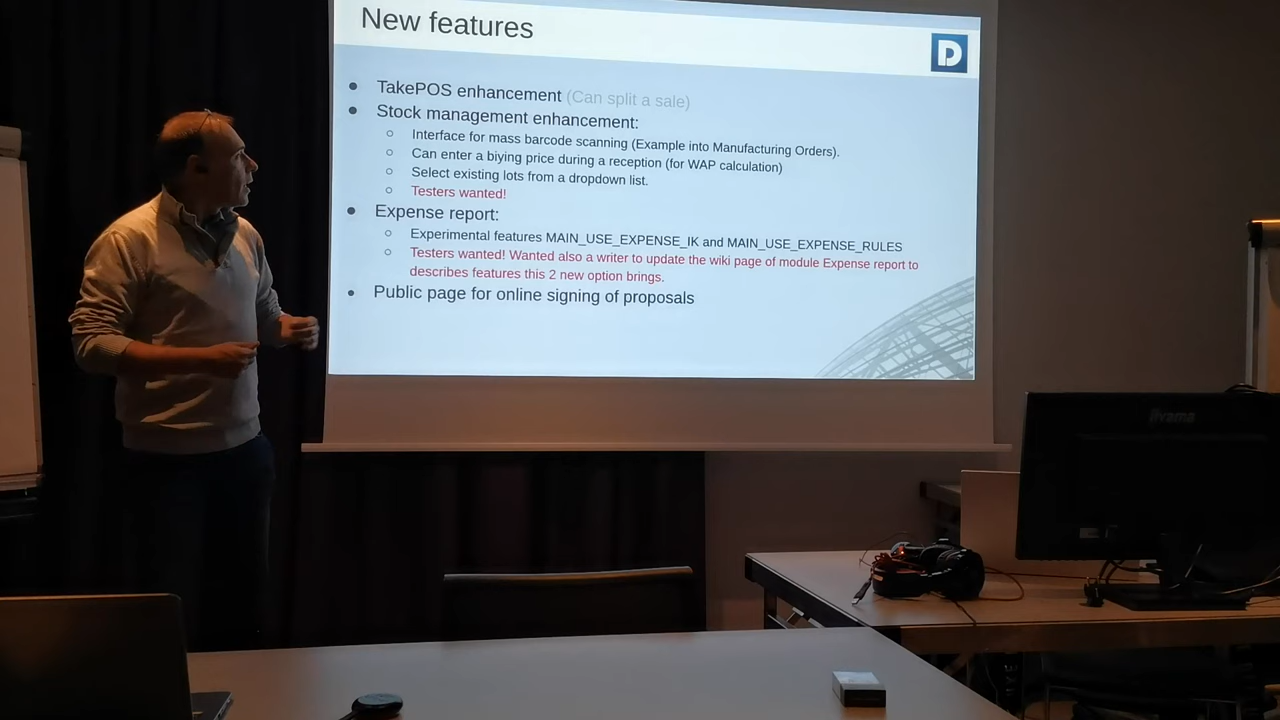 New features
D
TakePOS enhancement (Can split a sale)
Stock management enhancement:
Interface for mass barcode scanning (Example into Manufacturing Orders).
Can enter a biying price during a reception (for WAP calculation)
Select existing lots from a dropdown list.
Testers wanted!
Expense report:
Experimental features MAIN_USE_EXPENSE_IK and MAIN_USE_EXPENSE_RULES
Testers wanted! Wanted also a writer to update the wiki page of module Expense report to
describes features this 2 new option brings.
Public page for online signing of proposals
iiyama